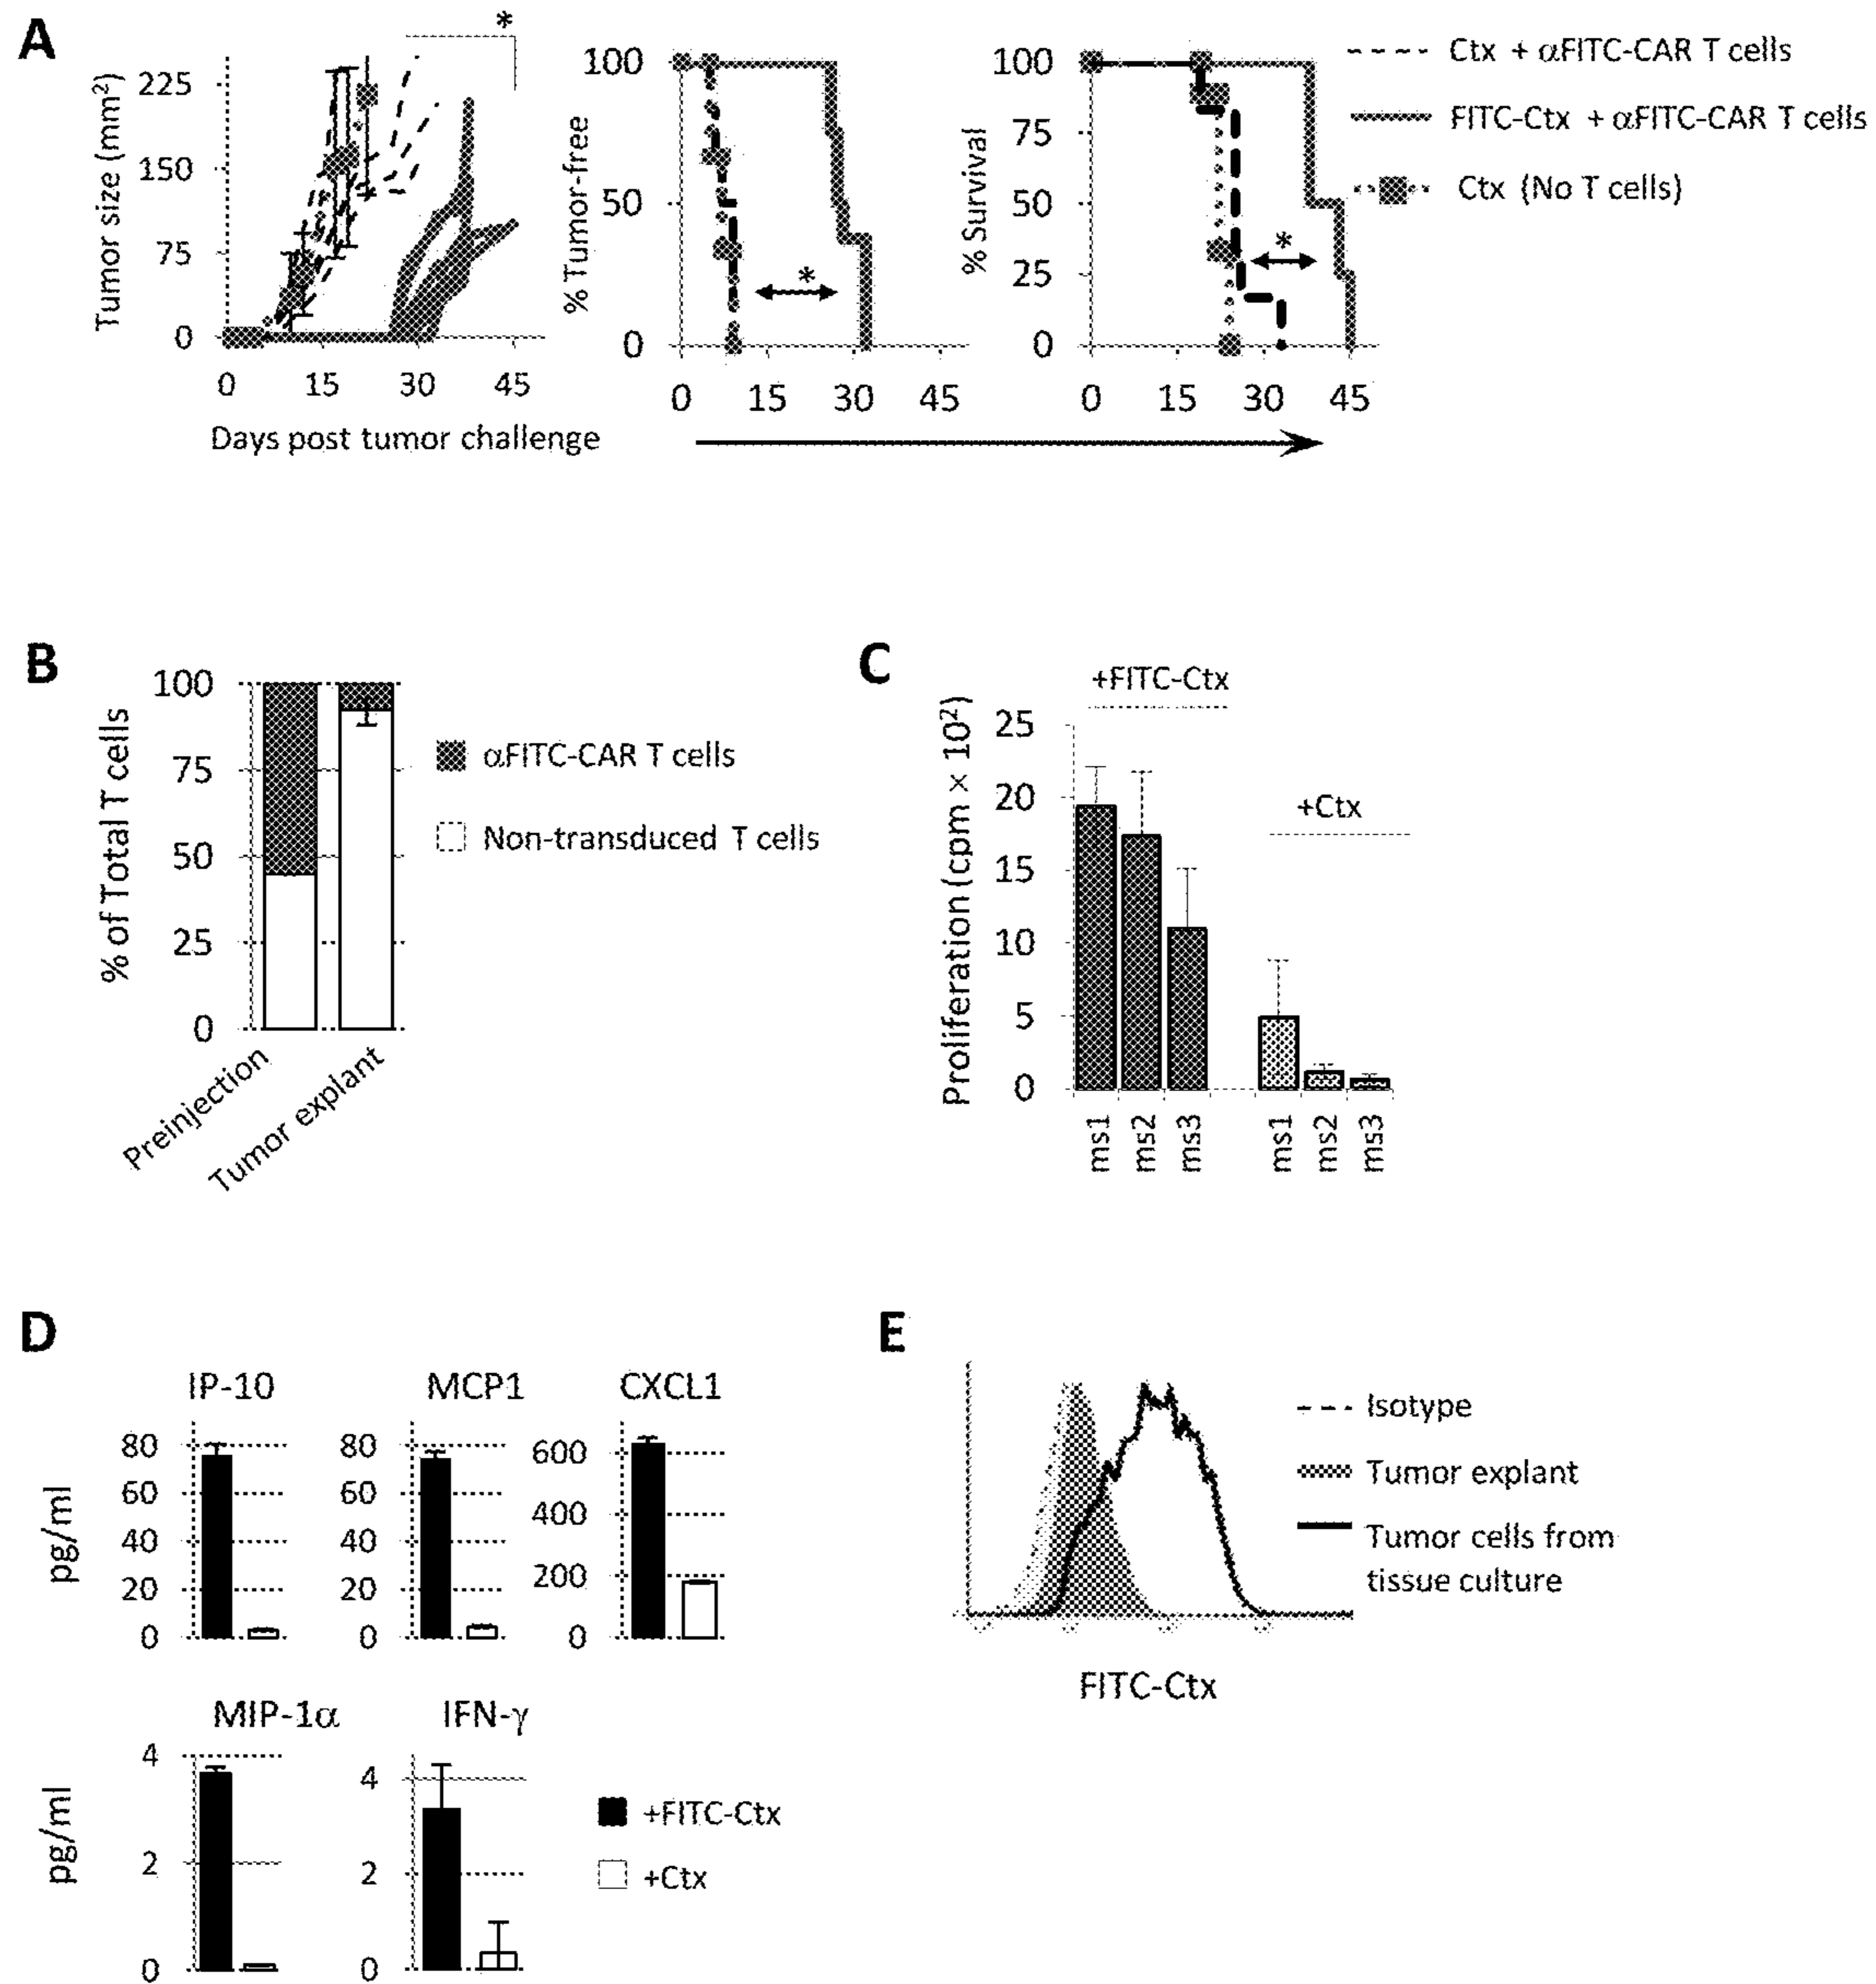 A
*
225
150
75
0
Tumor size (mm²)
0 15 30 45
Days post tumor challenge
100
50
0
% Tumor-free
*
0 15 30 45
100
75
50
25
0
% Survival
*
0 15 30 45
Ctx + αFITC-CAR T cells
FITC-Ctx + αFITC-CAR T cells
Ctx (No T cells)
B
100
75
50
25
0
% of Total T cells
Preinjection
Tumor explant
αFITC-CAR T cells
Non-transduced T cells
C
+FITC-Ctx
+Ctx
25
20
15
10
5
0
Proliferation (cpm × 10²)
ms1 ms2 ms3 ms1 ms2 ms3
D
IP-10
80
60
40
20
0
pg/ml
MCP1
80
60
40
20
0
CXCL1
600
400
200
0
MIP-1α
4
2
0
pg/ml
IFN-γ
4
2
0
+FITC-Ctx
+Ctx
E
Isotype
Tumor explant
Tumor cells from
tissue culture
FITC-Ctx